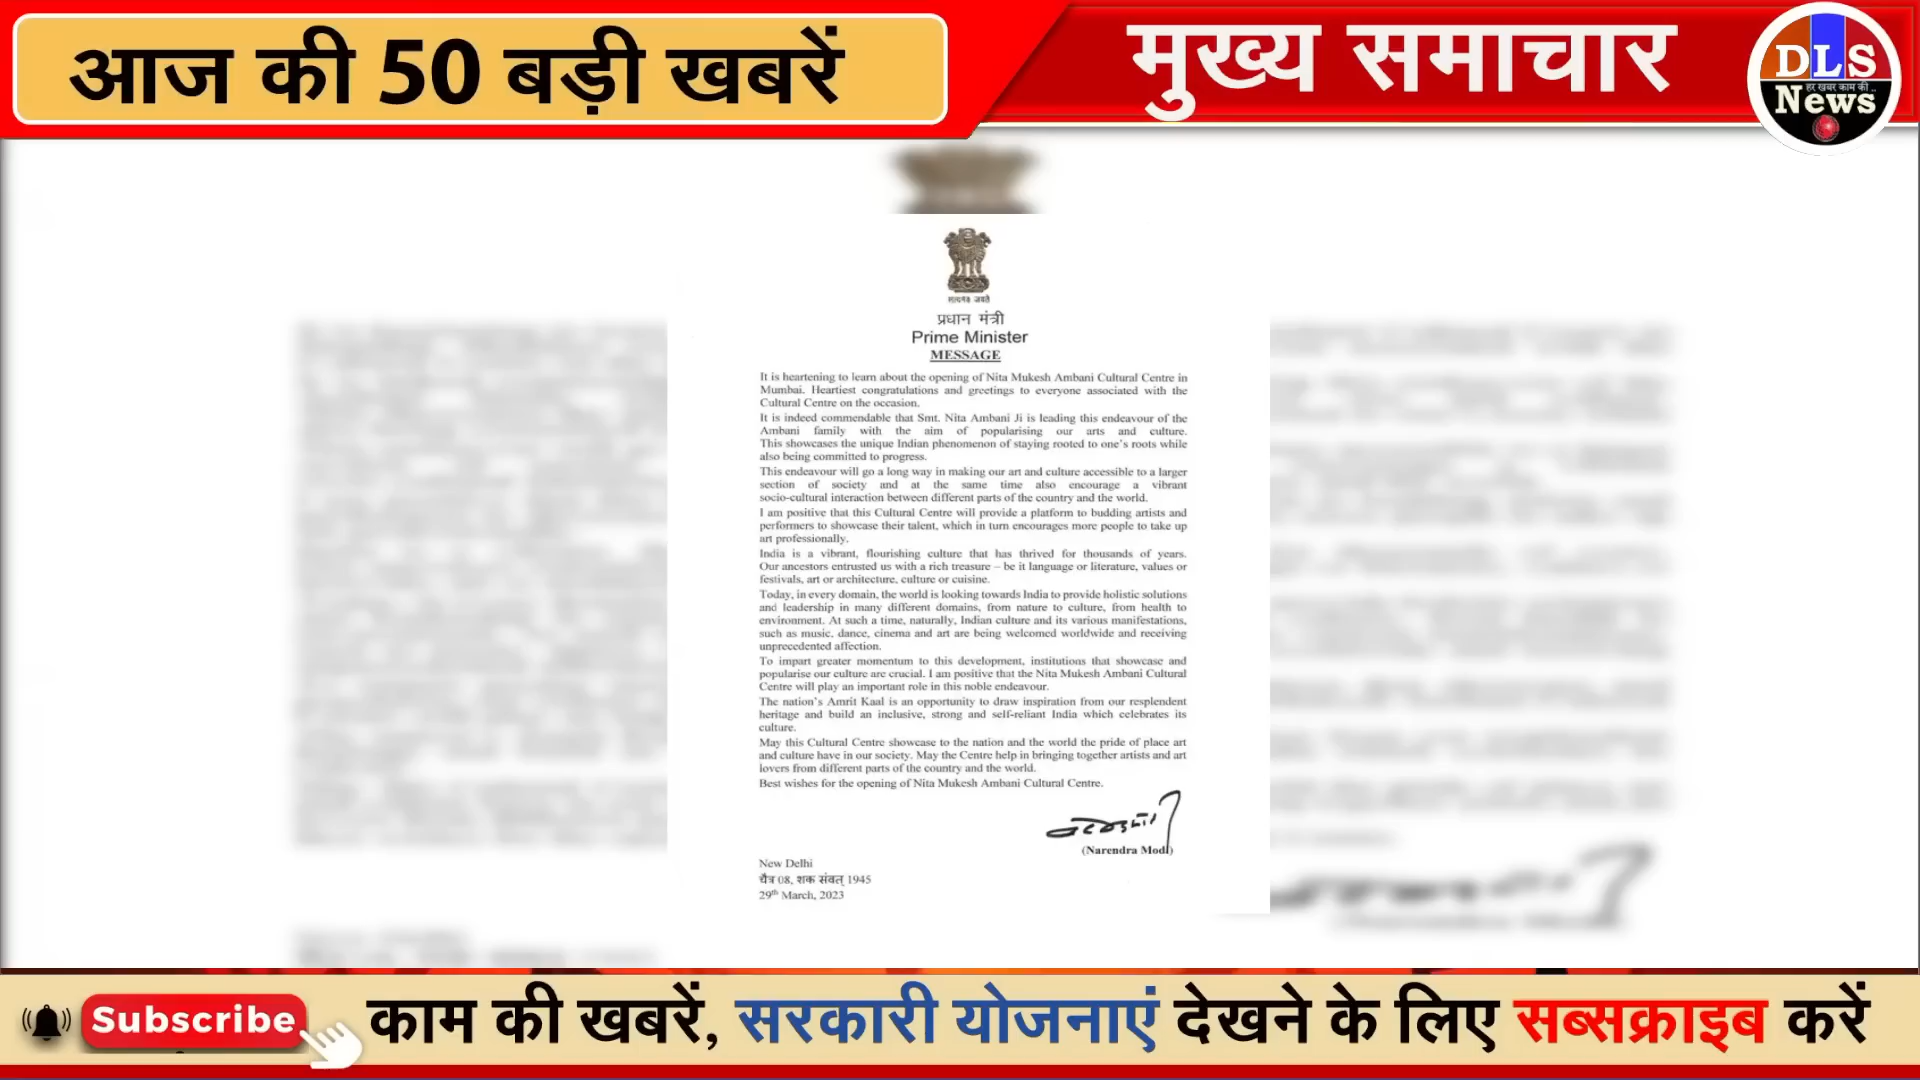 आज की 50 बड़ी खबरें
मुख्य समाचार
DLS
हर खबर काम की ..
News
सत्यमेव जयते
प्रधान मंत्री
Prime Minister
MESSAGE
It is heartening to learn about the opening of Nita Mukesh Ambani Cultural Centre in
Mumbai. Heartiest congratulations and greetings to everyone associated with the
Cultural Centre on the occasion.
It is indeed commendable that Smt. Nita Ambani Ji is leading this endeavour of the
Ambani family with the aim of popularising our arts and culture.
This showcases the unique Indian phenomenon of staying rooted to one's roots while
also being committed to progress.
This endeavour will go a long way in making our art and culture accessible to a larger
section of society and at the same time also encourage a vibrant
socio-cultural interaction between different parts of the country and the world.
I am positive that this Cultural Centre will provide a platform to budding artists and
performers to showcase their talent, which in turn encourages more people to take up
art professionally.
India is a vibrant, flourishing culture that has thrived for thousands of years.
Our ancestors entrusted us with a rich treasure – be it language or literature, values or
festivals, art or architecture, culture or cuisine.
Today, in every domain, the world is looking towards India to provide holistic solutions
and leadership in many different domains, from nature to culture, from health to
environment. At such a time, naturally, Indian culture and its various manifestations,
such as music, dance, cinema and art are being welcomed worldwide and receiving
unprecedented affection.
To impart greater momentum to this development, institutions that showcase and
popularise our culture are crucial. I am positive that the Nita Mukesh Ambani Cultural
Centre will play an important role in this noble endeavour.
The nation's Amrit Kaal is an opportunity to draw inspiration from our resplendent
heritage and build an inclusive, strong and self-reliant India which celebrates its
culture.
May this Cultural Centre showcase to the nation and the world the pride of place art
and culture have in our society. May the Centre help in bringing together artists and art
lovers from different parts of the country and the world.
Best wishes for the opening of Nita Mukesh Ambani Cultural Centre.
(Narendra Modi)
New Delhi
चैत्र 08, शक संवत् 1945
29th March, 2023
Subscribe
काम की खबरें, सरकारी योजनाएं देखने के लिए सब्सक्राइब करें